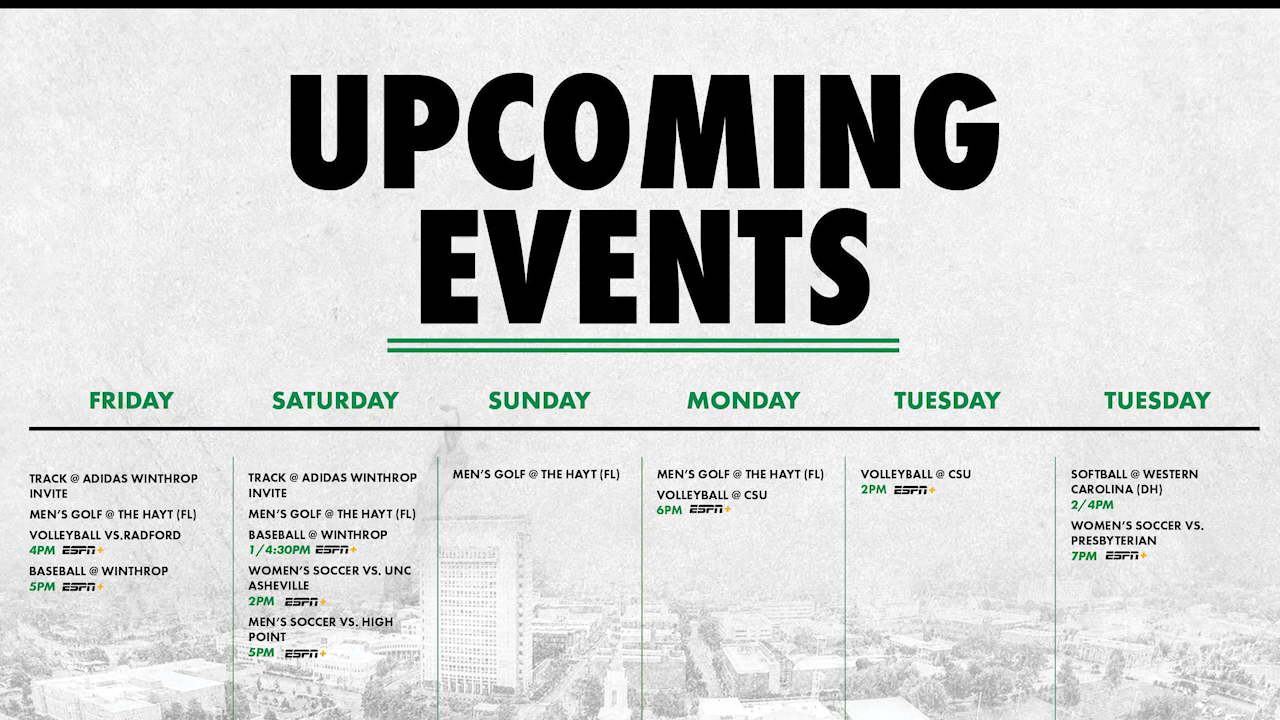 UPCOMING
EVENTS
FRIDAY
TRACK @ ADIDAS WINTHROP
INVITE
MEN'S GOLF @ THE HAYT (FL)
VOLLEYBALL VS.RADFORD
4PM ESPN+
BASEBALL @ WINTHROP
5PM ESPN+
SATURDAY
TRACK @ ADIDAS WINTHROP
INVITE
MEN'S GOLF @ THE HAYT (FL)
BASEBALL @ WINTHROP
1/4:30PM ESPN+
WOMEN'S SOCCER VS. UNC
ASHEVILLE
2PM ESPN+
MEN'S SOCCER VS. HIGH
POINT
5PM ESPN+
SUNDAY
MEN'S GOLF @ THE HAYT (FL)
MONDAY
MEN'S GOLF @ THE HAYT (FL)
VOLLEYBALL @ CSU
6PM ESPN+
TUESDAY
VOLLEYBALL @ CSU
2PM ESPN+
TUESDAY
SOFTBALL @ WESTERN
CAROLINA (DH)
2/4PM
WOMEN'S SOCCER VS.
PRESBYTERIAN
7PM ESPN+